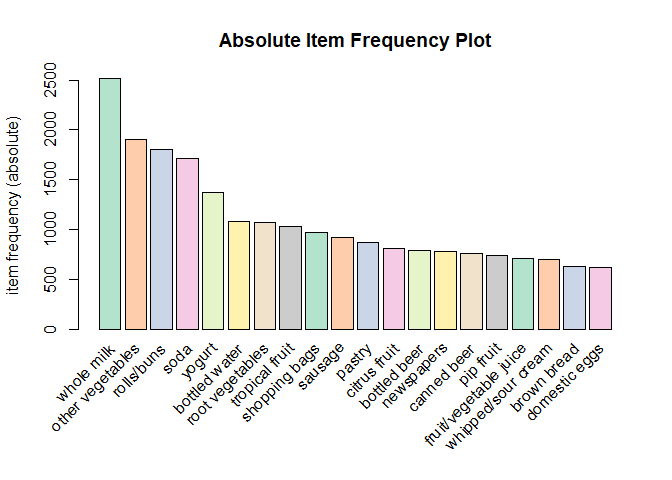 Absolute Item Frequency Plot
item frequency (absolute)
2500
2000
1500
1000
500
0
whole milk
other vegetables
rolls/buns
soda
yogurt
bottled water
root vegetables
tropical fruit
shopping bags
sausage
pastry
citrus fruit
bottled beer
newspapers
canned beer
pip fruit
fruit/vegetable juice
whipped/sour cream
brown bread
domestic eggs